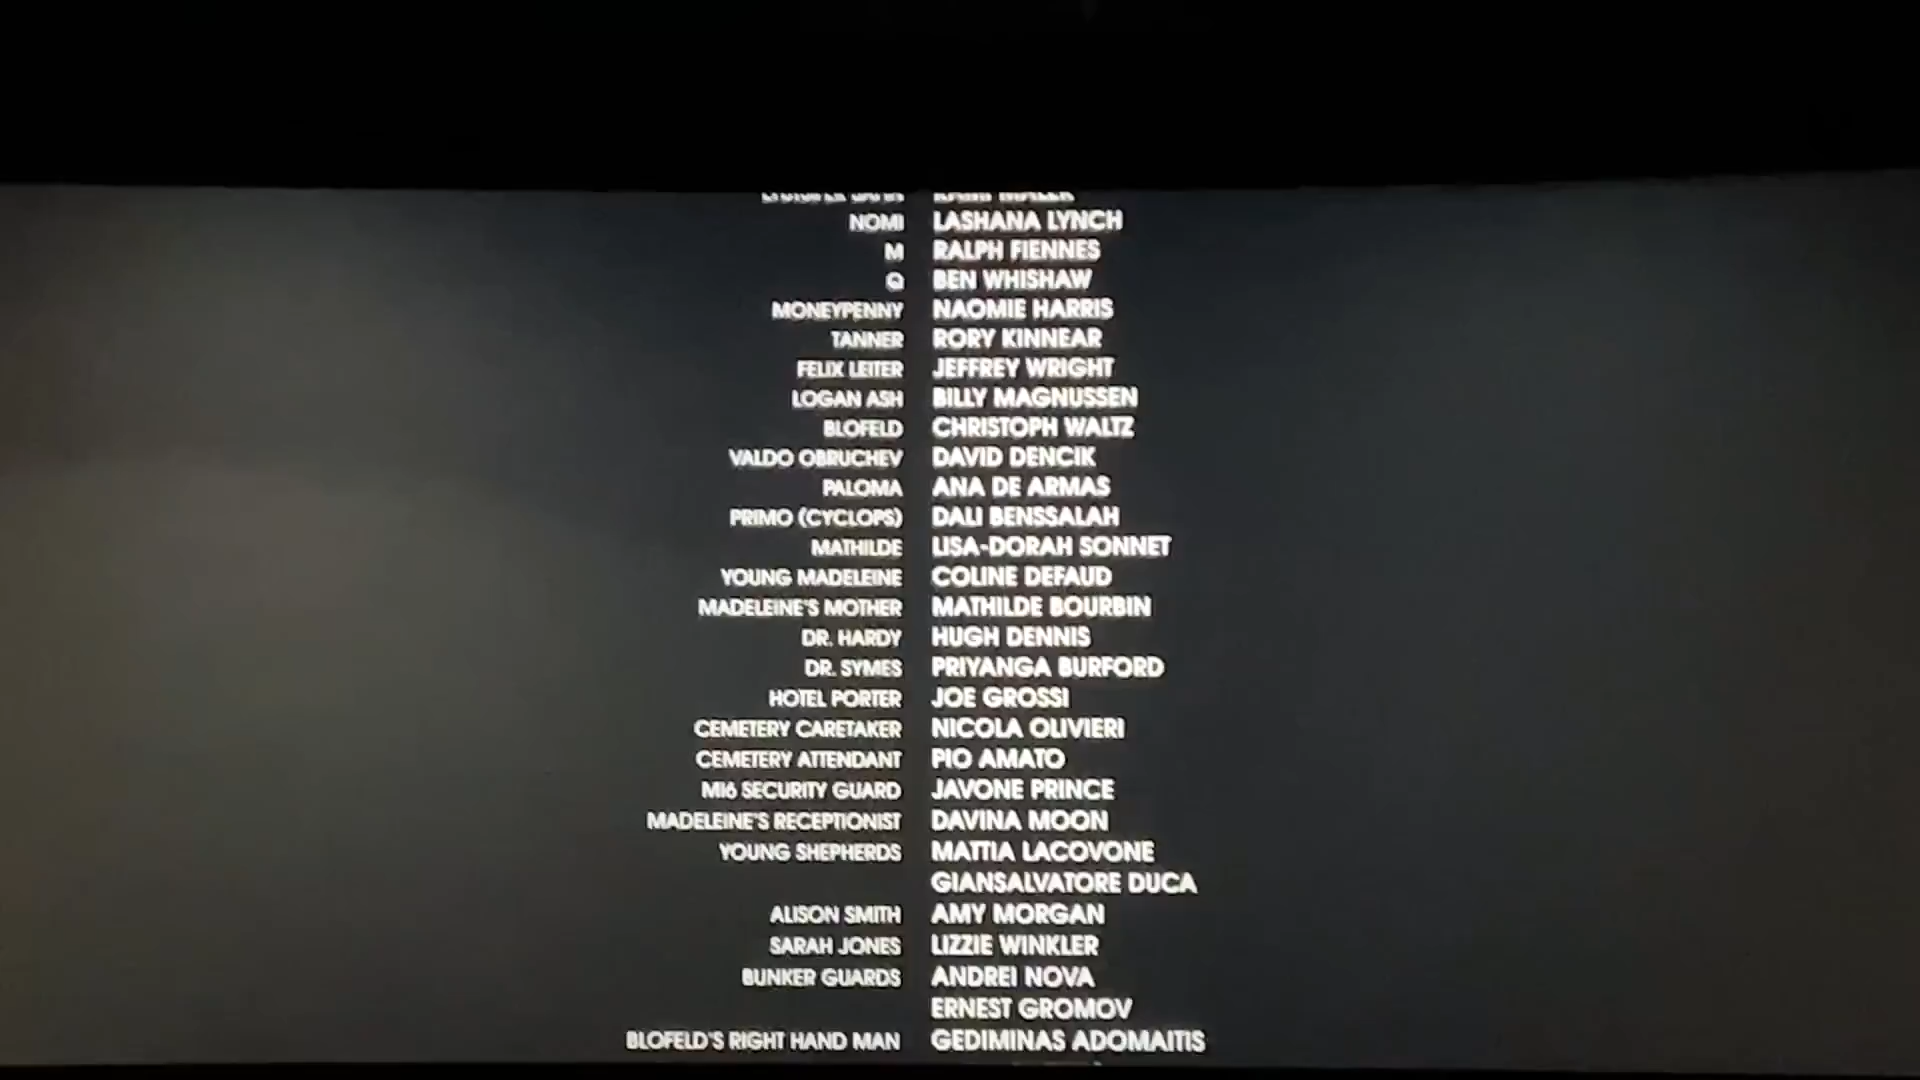 NOMI LASHANA LYNCH
M RALPH FIENNES
Q BEN WHISHAW
MONEYPENNY NAOMIE HARRIS
TANNER RORY KINNEAR
FELIX LEITER JEFFREY WRIGHT
LOGAN ASH BILLY MAGNUSSEN
BLOFELD CHRISTOPH WALTZ
VALDO OBRUCHEV DAVID DENCIK
PALOMA ANA DE ARMAS
PRIMO (CYCLOPS) DALI BENSSALAH
MATHILDE LISA-DORAH SONNET
YOUNG MADELEINE COLINE DEFAUD
MADELEINE'S MOTHER MATHILDE BOURBIN
DR. HARDY HUGH DENNIS
DR. SYMES PRIYANGA BURFORD
HOTEL PORTER JOE GROSSI
CEMETERY CARETAKER NICOLA OLIVIERI
CEMETERY ATTENDANT PIO AMATO
MI6 SECURITY GUARD JAVONE PRINCE
MADELEINE'S RECEPTIONIST DAVINA MOON
YOUNG SHEPHERDS MATTIA LACOVONE
GIANSALVATORE DUCA
ALISON SMITH AMY MORGAN
SARAH JONES LIZZIE WINKLER
BUNKER GUARDS ANDREI NOVA
ERNEST GROMOV
BLOFELD'S RIGHT HAND MAN GEDIMINAS ADOMAITIS